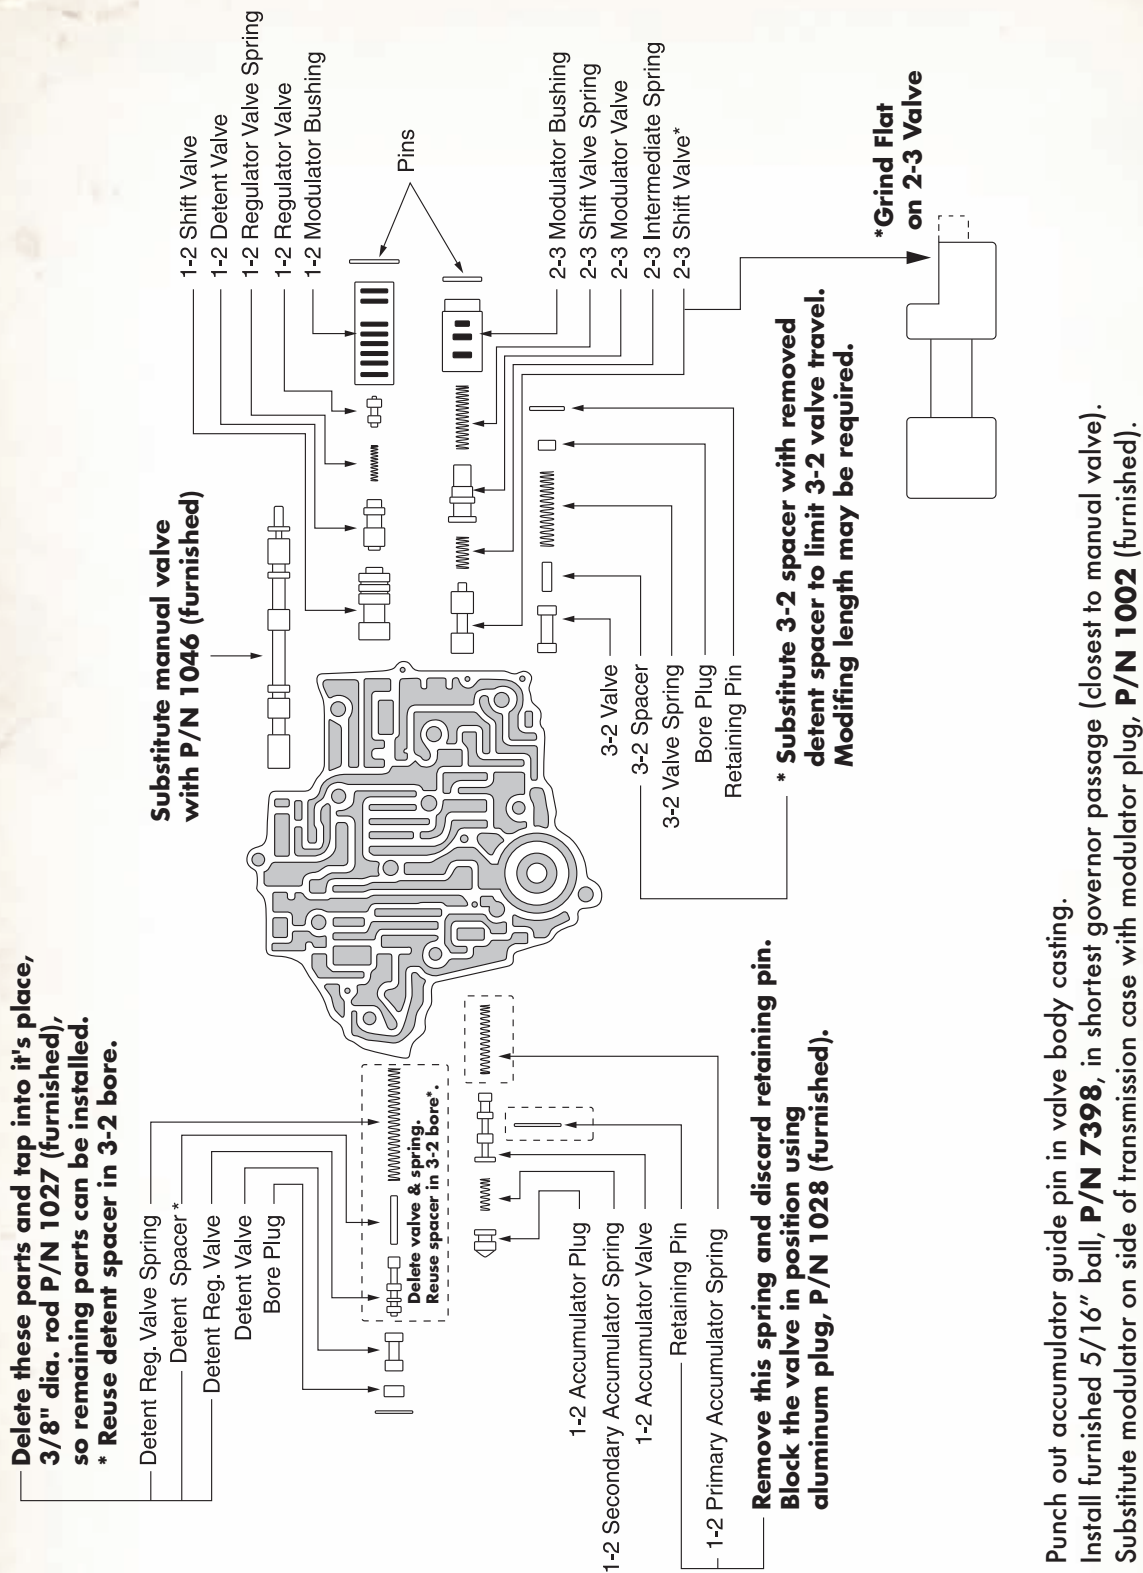 Delete these parts and tap into it's place,
3/8" dia. rod P/N 1027 (furnished),
so remaining parts can be installed.
* Reuse detent spacer in 3-2 bore.
Detent Reg. Valve Spring
Detent Spacer *
Detent Reg. Valve
Detent Valve
Bore Plug
Delete valve & spring.
Reuse spacer in 3-2 bore*.
1-2 Accumulator Plug
1-2 Secondary Accumulator Spring
1-2 Accumulator Valve
Retaining Pin
1-2 Primary Accumulator Spring
Remove this spring and discard retaining pin.
Block the valve in position using
aluminum plug, P/N 1028 (furnished).
Substitute manual valve
with P/N 1046 (furnished)
1-2 Shift Valve
1-2 Detent Valve
1-2 Regulator Valve Spring
1-2 Regulator Valve
1-2 Modulator Bushing
Pins
2-3 Modulator Bushing
2-3 Shift Valve Spring
2-3 Modulator Valve
2-3 Intermediate Spring
2-3 Shift Valve*
3-2 Valve
3-2 Spacer
3-2 Valve Spring
Bore Plug
Retaining Pin
* Substitute 3-2 spacer with removed
detent spacer to limit 3-2 valve travel.
Modifing length may be required.
*Grind Flat
on 2-3 Valve
Punch out accumulator guide pin in valve body casting.
Install furnished 5/16" ball, P/N 7398, in shortest governor passage (closest to manual valve).
Substitute modulator on side of transmission case with modulator plug, P/N 1002 (furnished).